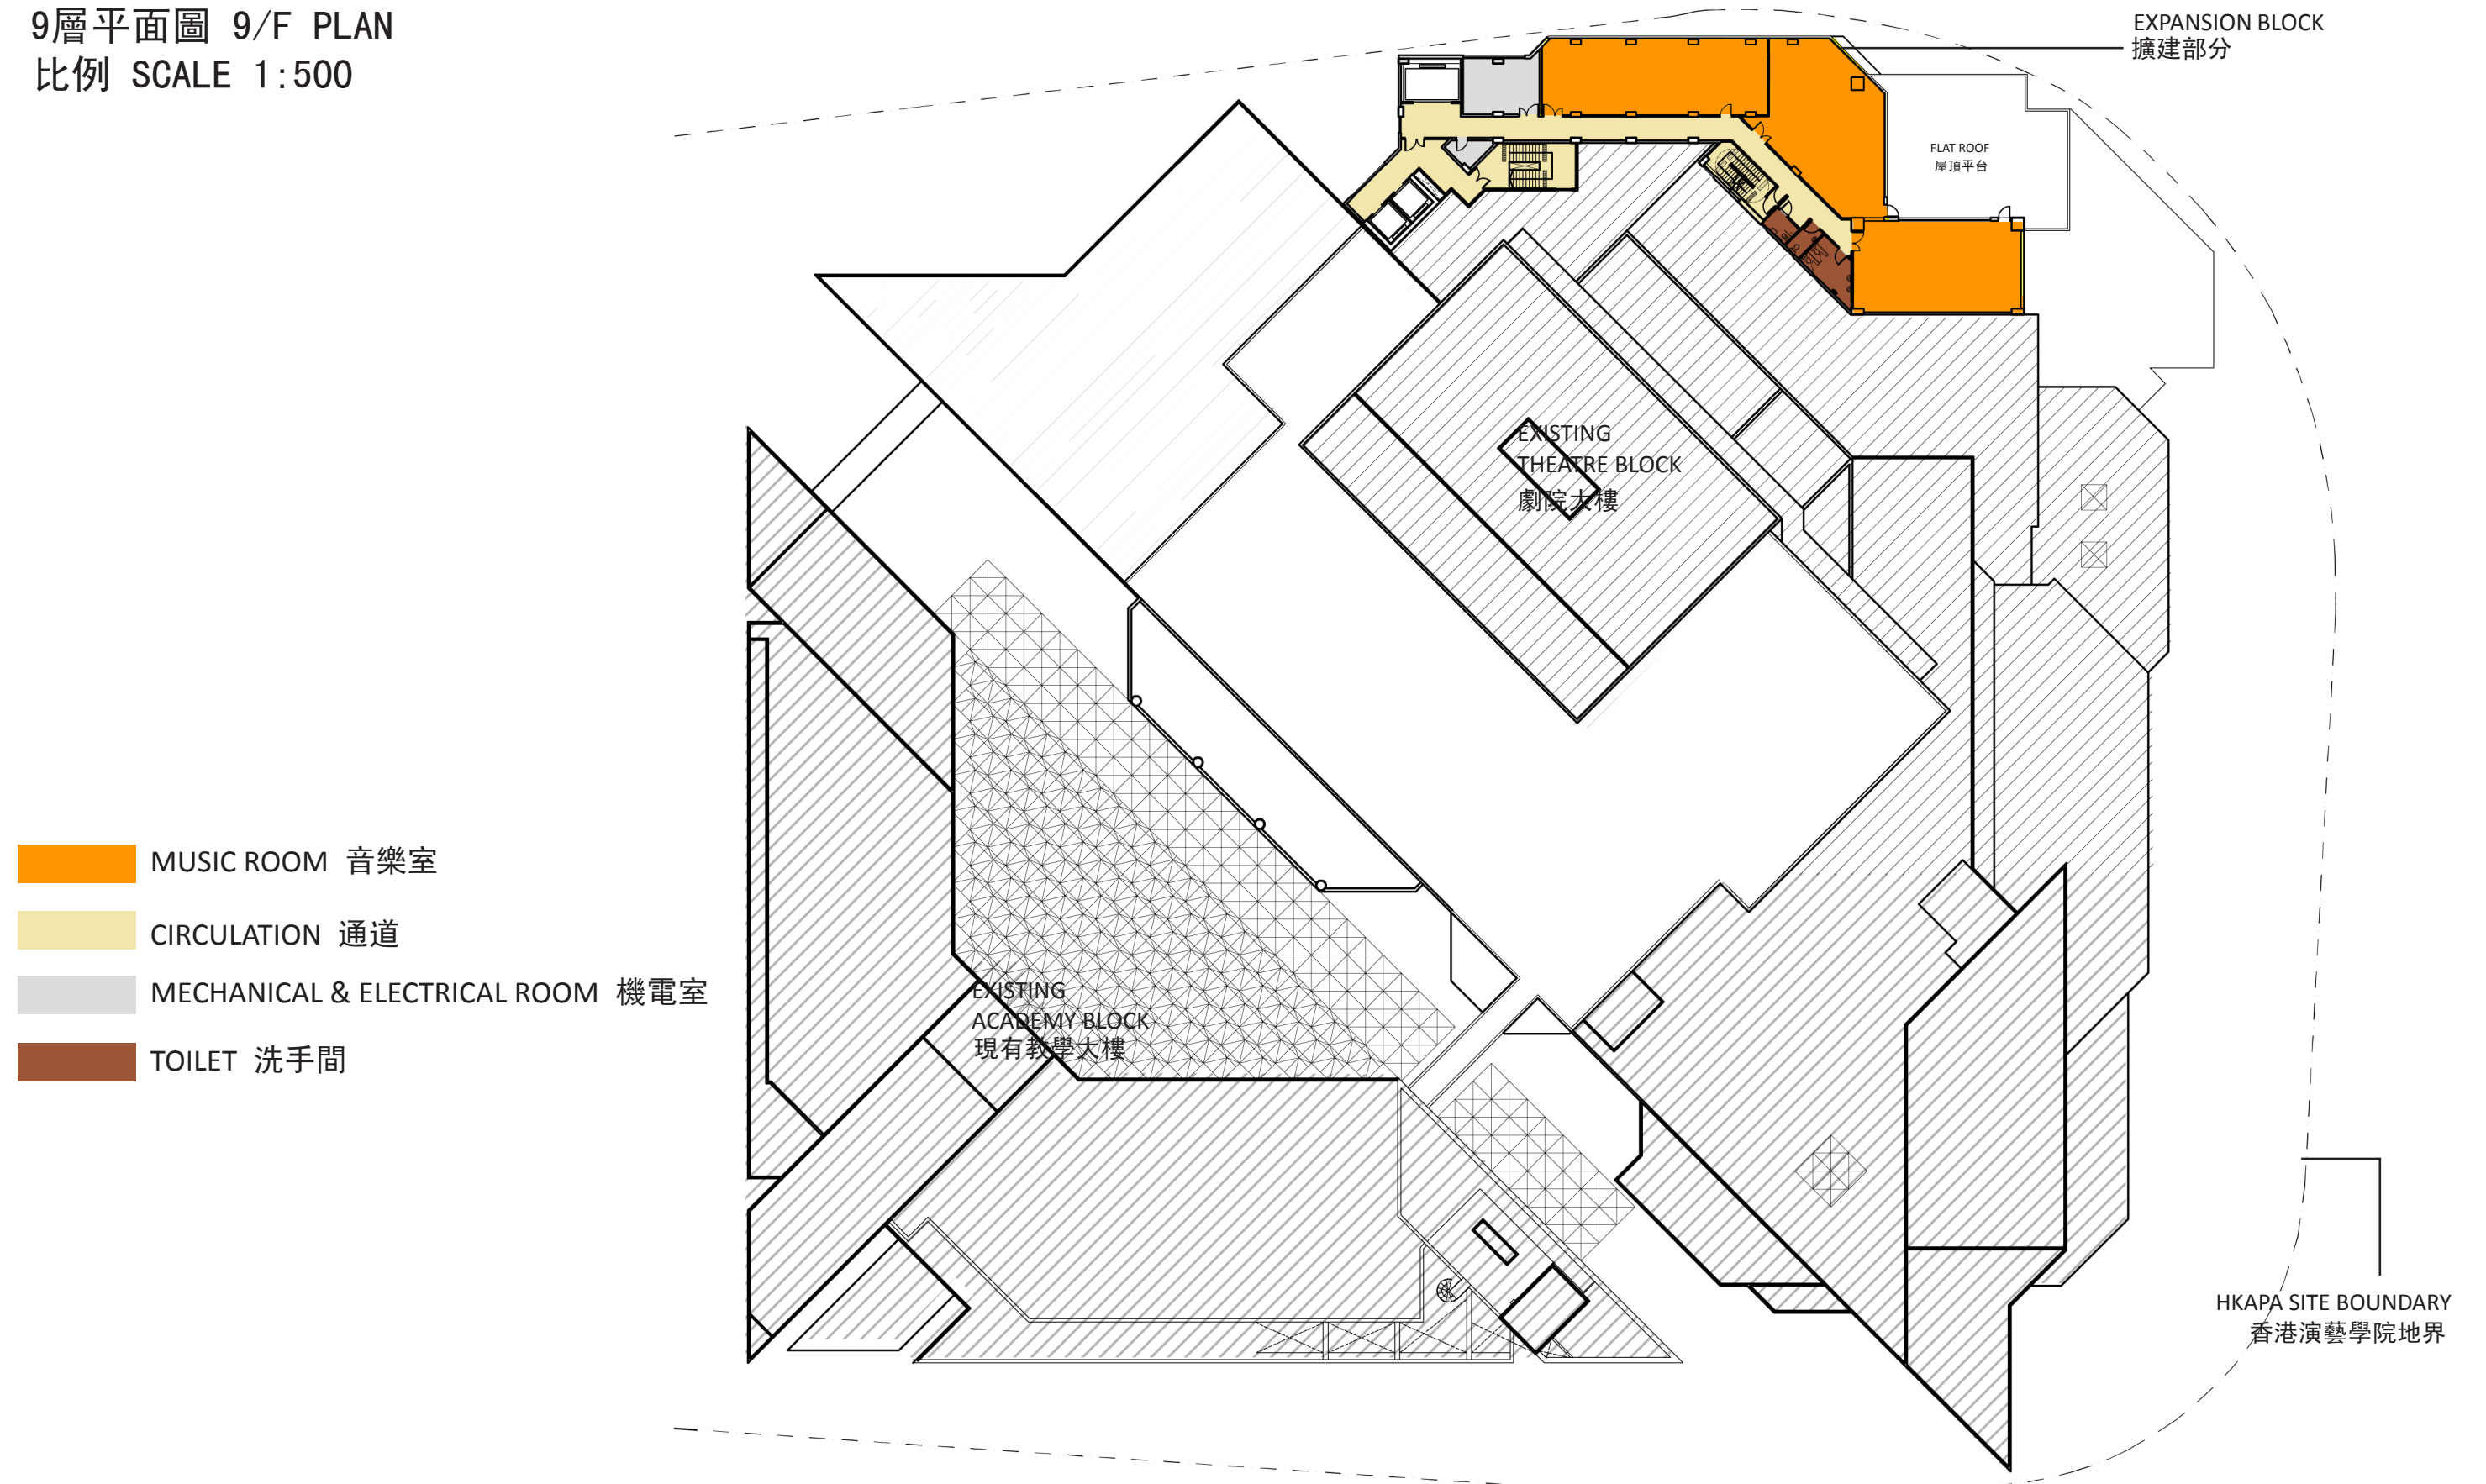 9層平面圖 9/F PLAN
比例 SCALE 1:500
EXPANSION BLOCK
擴建部分
FLAT ROOF
屋頂平台
EXISTING
THEATRE BLOCK
劇院大樓
MUSIC ROOM 音樂室
CIRCULATION 通道
MECHANICAL & ELECTRICAL ROOM 機電室
TOILET 洗手間
EXISTING
ACADEMY BLOCK
現有教學大樓
HKAPA SITE BOUNDARY
香港演藝學院地界